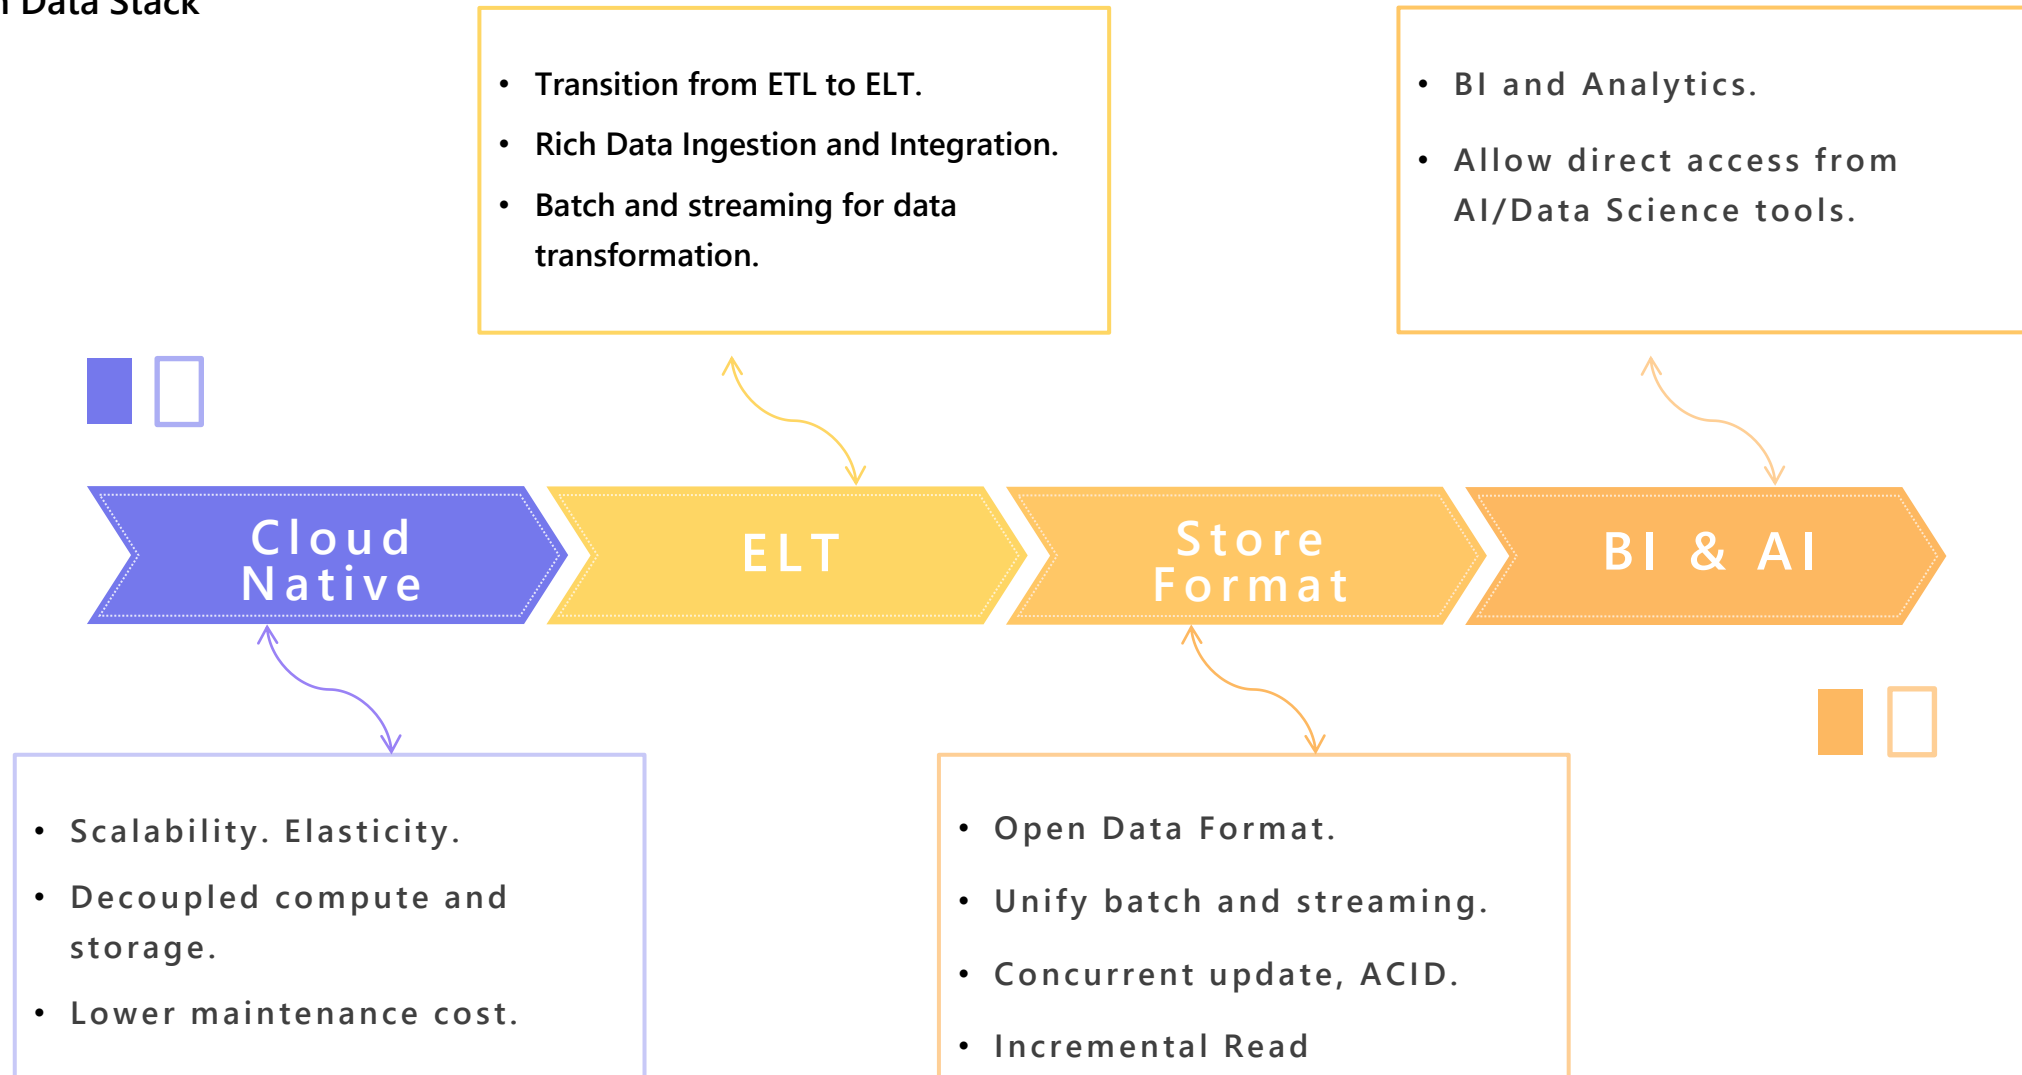 Data Stack
• Transition from ETL to ELT.
• Rich Data Ingestion and Integration.
• Batch and streaming for data
transformation.
• BI and Analytics.
• Allow direct access from
AI/Data Science tools.
Cloud
Native
ELT
Store
Format
BI & AI
• Scalability. Elasticity.
• Decoupled compute and
storage.
• Lower maintenance cost.
• Open Data Format.
• Unify batch and streaming.
• Concurrent update, ACID.
• Incremental Read